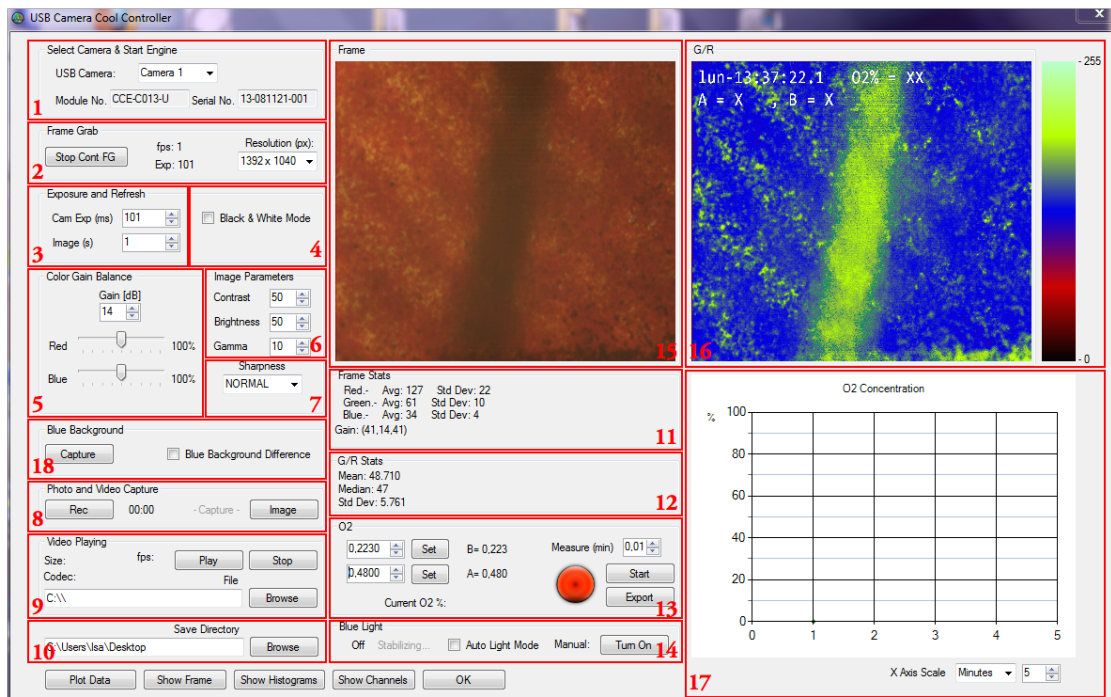 USB Camera Cool Controller
x
Select Camera & Start Engine
USB Camera: Camera 1
Module No. CCE-C013-U Serial No. 13-081121-001
1
Frame Grab
Stop Cont FG fps: 1 Resolution (px):
Exp: 101 1392 x 1040
2
Exposure and Refresh
Cam Exp (ms) 101
Image (s) 1
3
Black & White Mode
4
Color Gain Balance
Gain [dB]
14
Red 100%
Blue 100%
5
Image Parameters
Contrast 50
Brightness 50
Gamma 10
6
Sharpness
NORMAL
7
Blue Background
Capture Blue Background Difference
18
Photo and Video Capture
Rec 00:00 - Capture - Image
8
Video Playing
Size: fps: Play Stop
Codec: File
C:\\ Browse
9
Save Directory
C:\Users\Isa\Desktop Browse
10
Plot Data Show Frame Show Histograms Show Channels OK
Frame
15
Frame Stats
Red.- Avg: 127 Std Dev: 22
Green.- Avg: 61 Std Dev: 10
Blue.- Avg: 34 Std Dev: 4
Gain: (41,14,41)
11
G/R Stats
Mean: 48.710
Median: 47
Std Dev: 5.761
12
O2
0,2230 Set B= 0,223 Measure (min) 0,01
0,4800 Set A= 0,480 Start
Current O2 %: Export
13
Blue Light
Off Stabilizing... Auto Light Mode Manual: Turn On
14
G/R
lun-13:37:22.1 O2% = XX
A = X , B = X
- 255
- 0
16
O2 Concentration
%
100
80
60
40
20
0
0 1 2 3 4 5
X Axis Scale Minutes 5
17